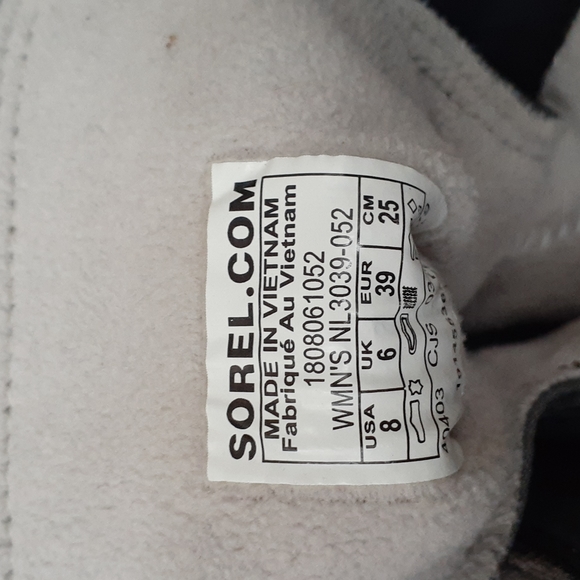 SOREL.COM
MADE IN VIETNAM
Fabriqué Au Vietnam
1808061052
WMN'S NL3039-052
USA UK EUR CM
8 6 39 25
CJS